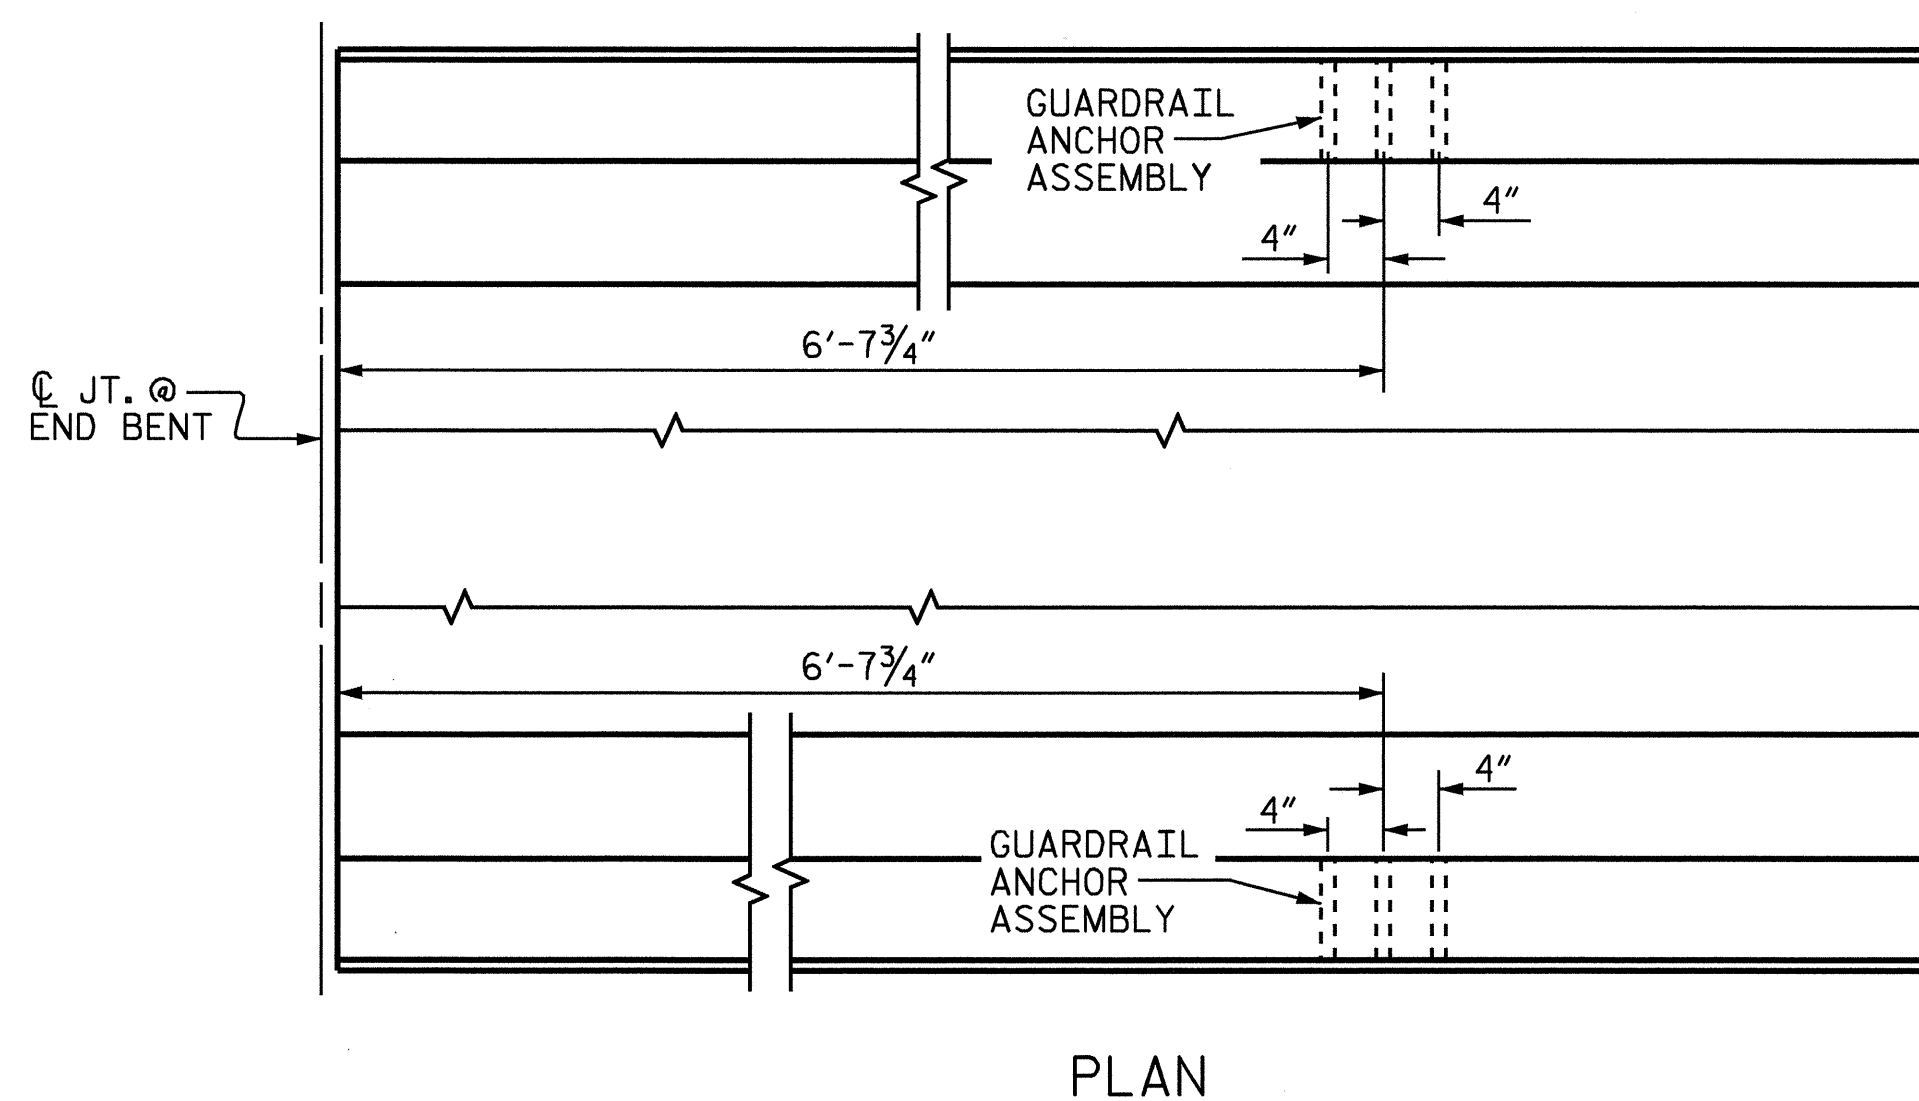 GUARDRAIL
ANCHOR
ASSEMBLY
4″
4″
6′-7¾″
℄ JT. @
END BENT
6′-7¾″
4″
4″
GUARDRAIL
ANCHOR
ASSEMBLY
PLAN